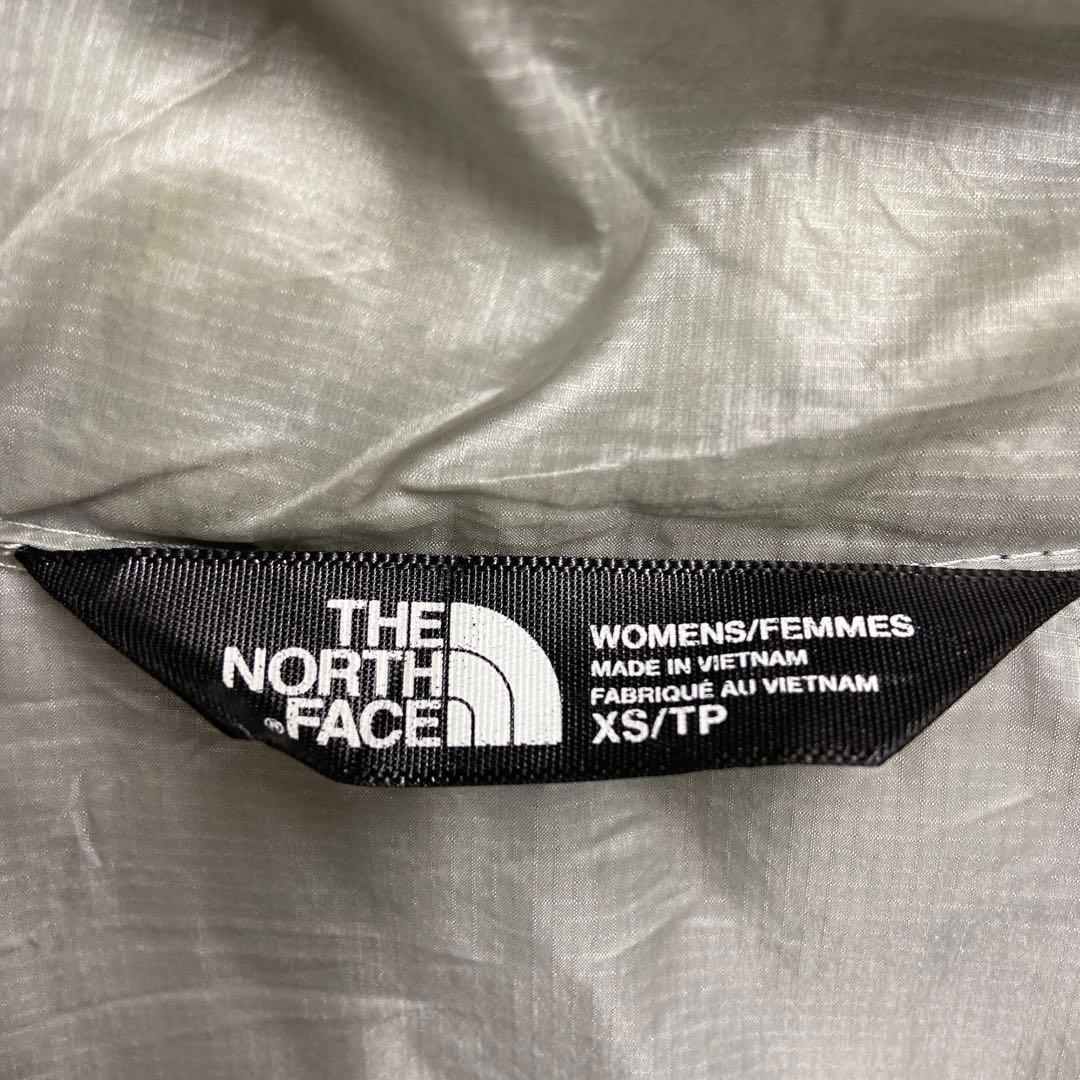 THE
NORTH
® FACE
WOMENS/FEMMES
MADE IN VIETNAM
FABRIQUÉ AU VIETNAM
XS/TP